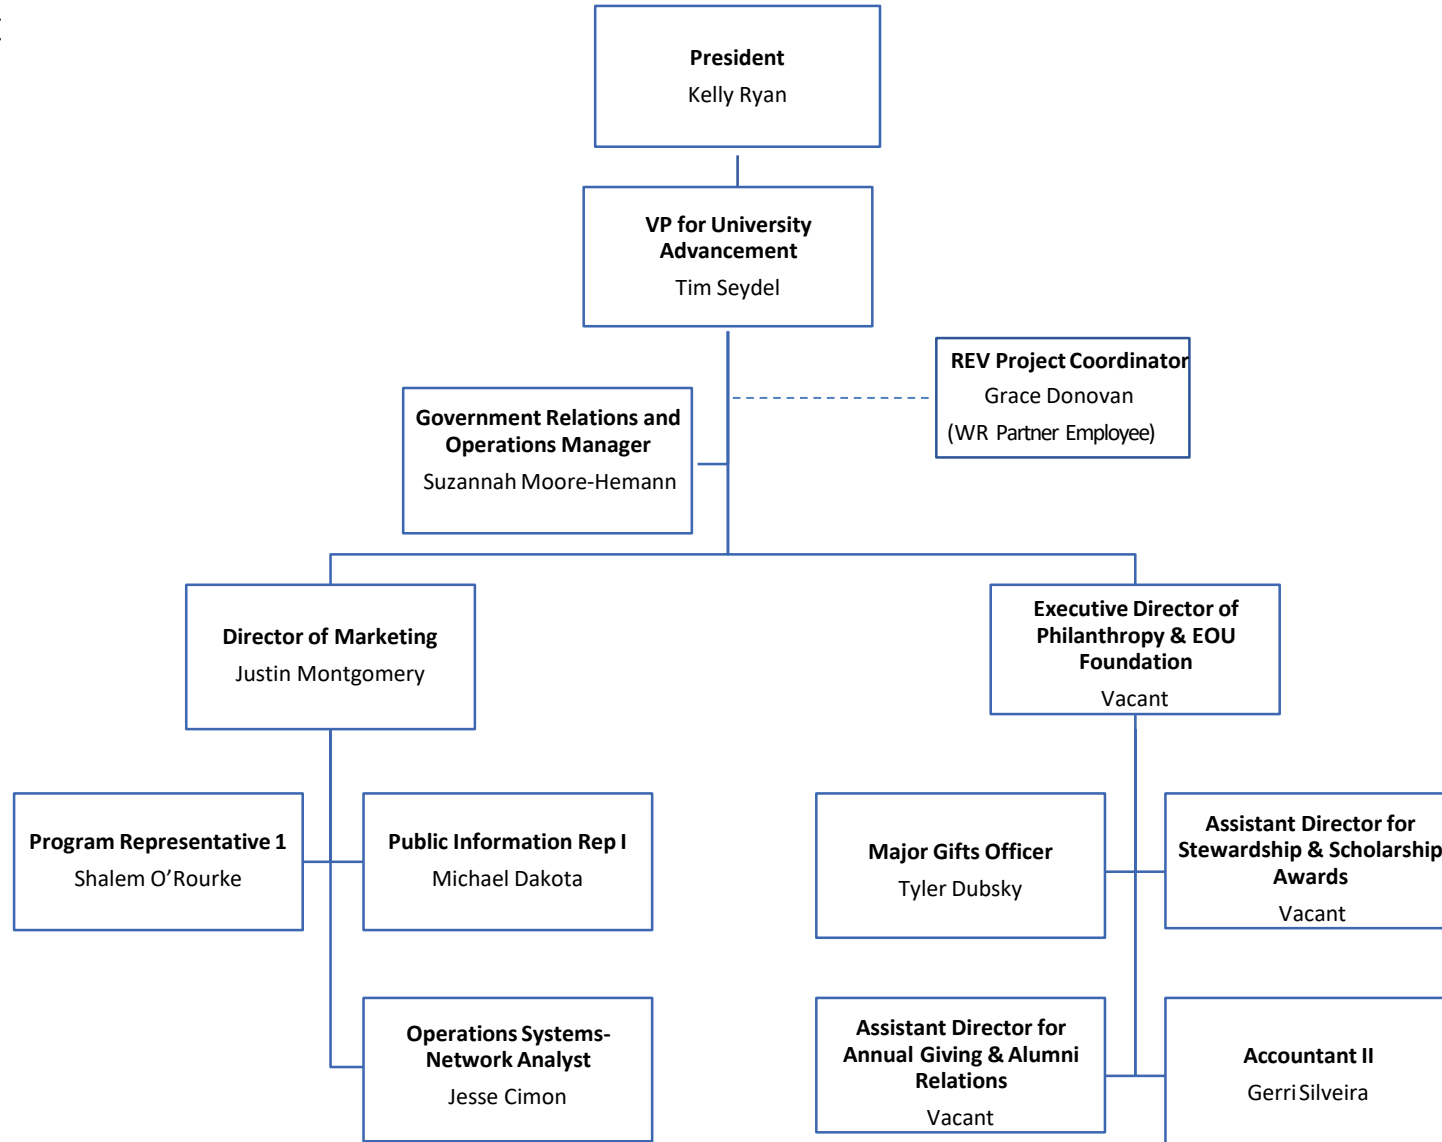 President
Kelly Ryan
VP for University
Advancement
Tim Seydel
REV Project Coordinator
Grace Donovan
(WR Partner Employee)
Government Relations and
Operations Manager
Suzannah Moore-Hemann
Director of Marketing
Justin Montgomery
Executive Director of
Philanthropy & EOU
Foundation
Vacant
Program Representative 1
Shalem O’Rourke
Public Information Rep I
Michael Dakota
Major Gifts Officer
Tyler Dubsky
Assistant Director for
Stewardship & Scholarship
Awards
Vacant
Operations Systems-
Network Analyst
Jesse Cimon
Assistant Director for
Annual Giving & Alumni
Relations
Vacant
Accountant II
Gerri Silveira